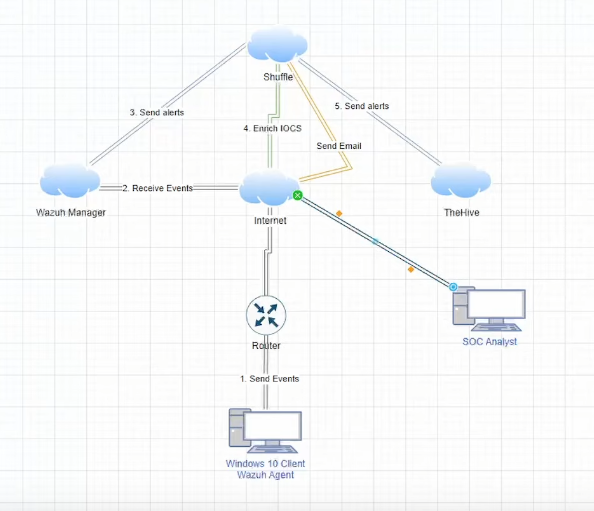 Shuffle
3. Send alerts
5. Send alerts
4. Enrich IOCS
Send Email
2. Receive Events
Wazuh Manager
Internet
TheHive
Router
SOC Analyst
1. Send Events
Windows 10 Client
Wazuh Agent